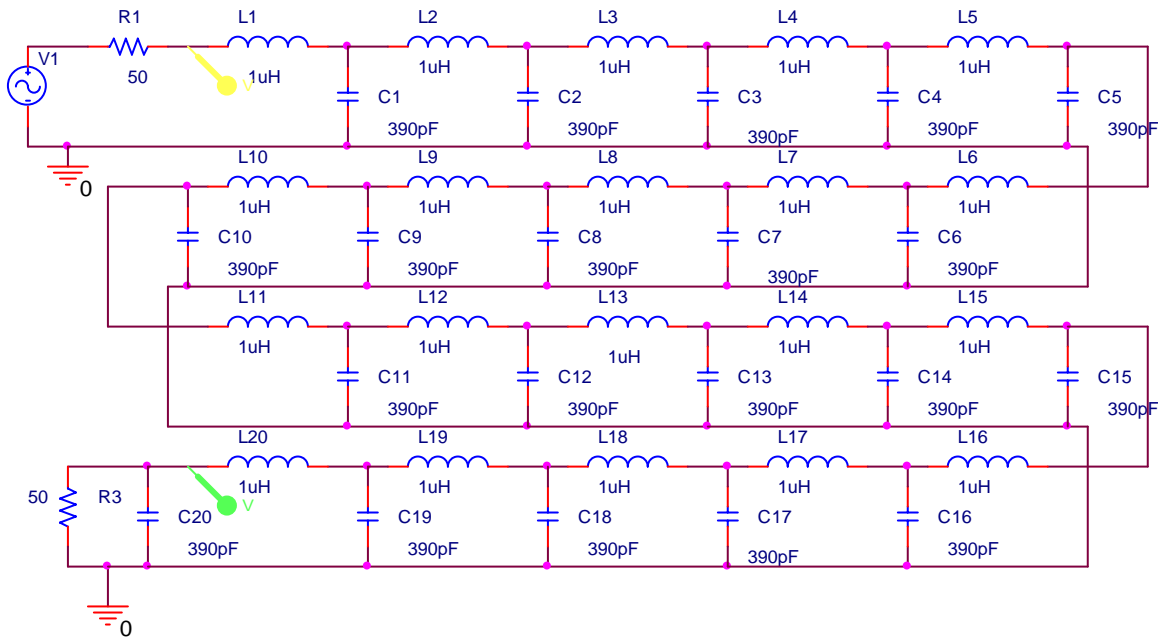 R1 L1 L2 L3 L4 L5
V1
50 V 1uH 1uH 1uH 1uH 1uH
C1 C2 C3 C4 C5
390pF 390pF 390pF 390pF 390pF
0
L10 L9 L8 L7 L6
1uH 1uH 1uH 1uH 1uH
C10 C9 C8 C7 C6
390pF 390pF 390pF 390pF 390pF
L11 L12 L13 L14 L15
1uH 1uH 1uH 1uH 1uH
C11 C12 C13 C14 C15
390pF 390pF 390pF 390pF 390pF
L20 L19 L18 L17 L16
1uH 1uH 1uH 1uH 1uH
50 R3 V
C20 C19 C18 C17 C16
390pF 390pF 390pF 390pF 390pF
0